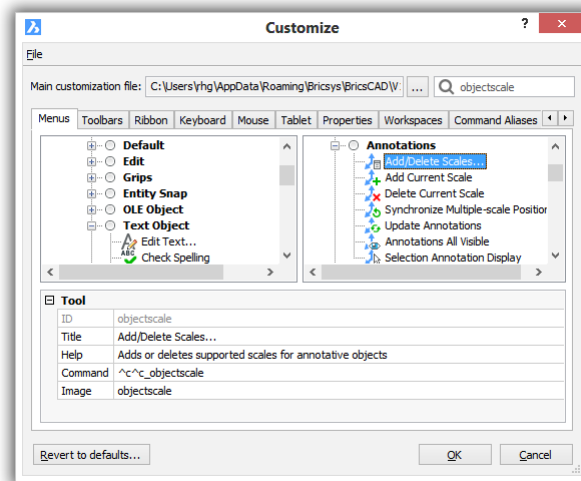 Customize
?
×
File
Main customization file: C:\Users\rhg\AppData\Roaming\Bricsys\BricsCAD\V ... objectscale
Menus Toolbars Ribbon Keyboard Mouse Tablet Properties Workspaces Command Aliases
Default
Edit
Grips
Entity Snap
OLE Object
Text Object
Edit Text...
ABC Check Spelling
Annotations
Add/Delete Scales...
Add Current Scale
Delete Current Scale
Synchronize Multiple-scale Position
Update Annotations
Annotations All Visible
Selection Annotation Display
Tool
ID objectscale
Title Add/Delete Scales...
Help Adds or deletes supported scales for annotative objects
Command ^c^c_objectscale
Image objectscale
Revert to defaults... OK Cancel